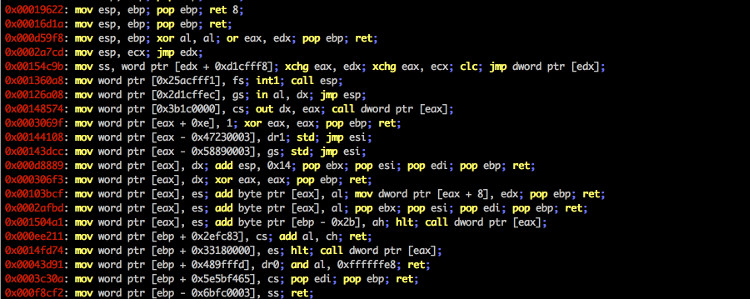 0x00019622: mov esp, ebp; pop ebp; ret 8;
0x00016d1a: mov esp, ebp; pop ebp; ret;
0x000d59f8: mov esp, ebp; xor al, al; or eax, edx; pop ebp; ret;
0x0002a7cd: mov esp, ecx; jmp edx;
0x00154c9b: mov ss, word ptr [edx + 0xd1cfff8]; xchg eax, edx; xchg eax, ecx; clc; jmp dword ptr [edx];
0x001360a8: mov word ptr [0x25acfff1], fs; int1; call esp;
0x00126a08: mov word ptr [0x2d1cffec], gs; in al, dx; jmp esp;
0x00148574: mov word ptr [0x3b1c0000], cs; out dx, eax; call dword ptr [eax];
0x0003069f: mov word ptr [eax + 0xe], 1; xor eax, eax; pop ebp; ret;
0x00144108: mov word ptr [eax - 0x47230003], dr1; std; jmp esi;
0x00143dcc: mov word ptr [eax - 0x58890003], gs; std; jmp esi;
0x000d8889: mov word ptr [eax], dx; add esp, 0x14; pop ebx; pop esi; pop edi; pop ebp; ret;
0x000306f3: mov word ptr [eax], dx; xor eax, eax; pop ebp; ret;
0x00103bcf: mov word ptr [eax], es; add byte ptr [eax], al; mov dword ptr [eax + 8], edx; pop ebp; ret;
0x0002afbd: mov word ptr [eax], es; add byte ptr [eax], al; pop ebx; pop esi; pop edi; pop ebp; ret;
0x001504a1: mov word ptr [eax], es; add byte ptr [ebp - 0x2b], ah; hlt; call dword ptr [eax];
0x000ee211: mov word ptr [ebp + 0x2efc83], cs; add al, ch; ret;
0x0014fd74: mov word ptr [ebp + 0x33180000], es; hlt; call dword ptr [eax];
0x00043d91: mov word ptr [ebp + 0x489fffd], dr0; and al, 0xffffffe8; ret;
0x0003c30a: mov word ptr [ebp + 0x5e5bf465], cs; pop edi; pop ebp; ret;
0x000f8cf2: mov word ptr [ebp - 0x6bfc0003], ss; ret;